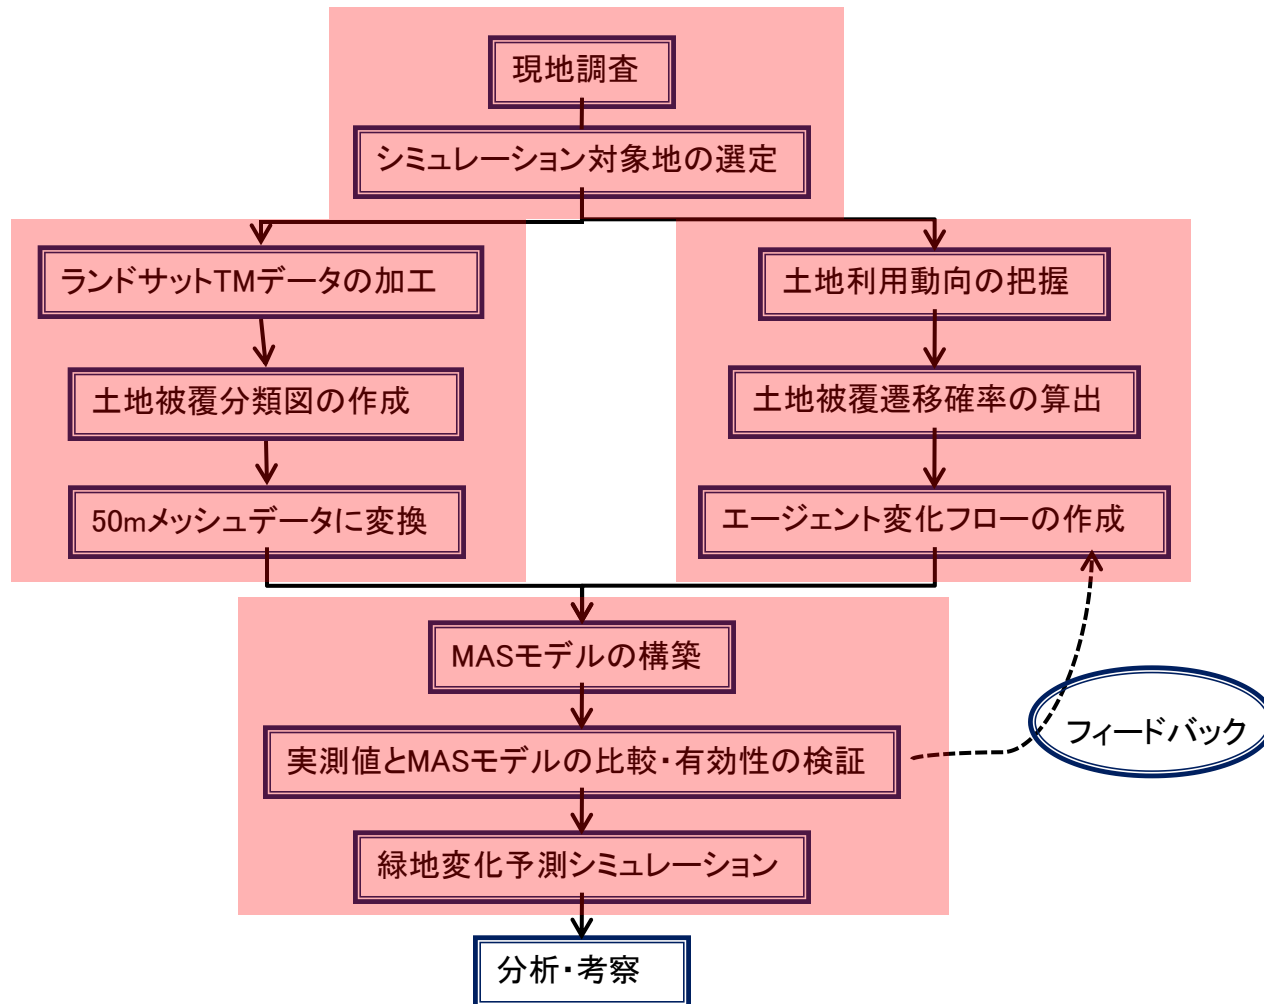 現地調査
シミュレーション対象地の選定
ランドサットTMデータの加工
土地被覆分類図の作成
50mメッシュデータに変換
土地利用動向の把握
土地被覆遷移確率の算出
エージェント変化フローの作成
MASモデルの構築
実測値とMASモデルの比較・有効性の検証
フィードバック
緑地変化予測シミュレーション
分析・考察